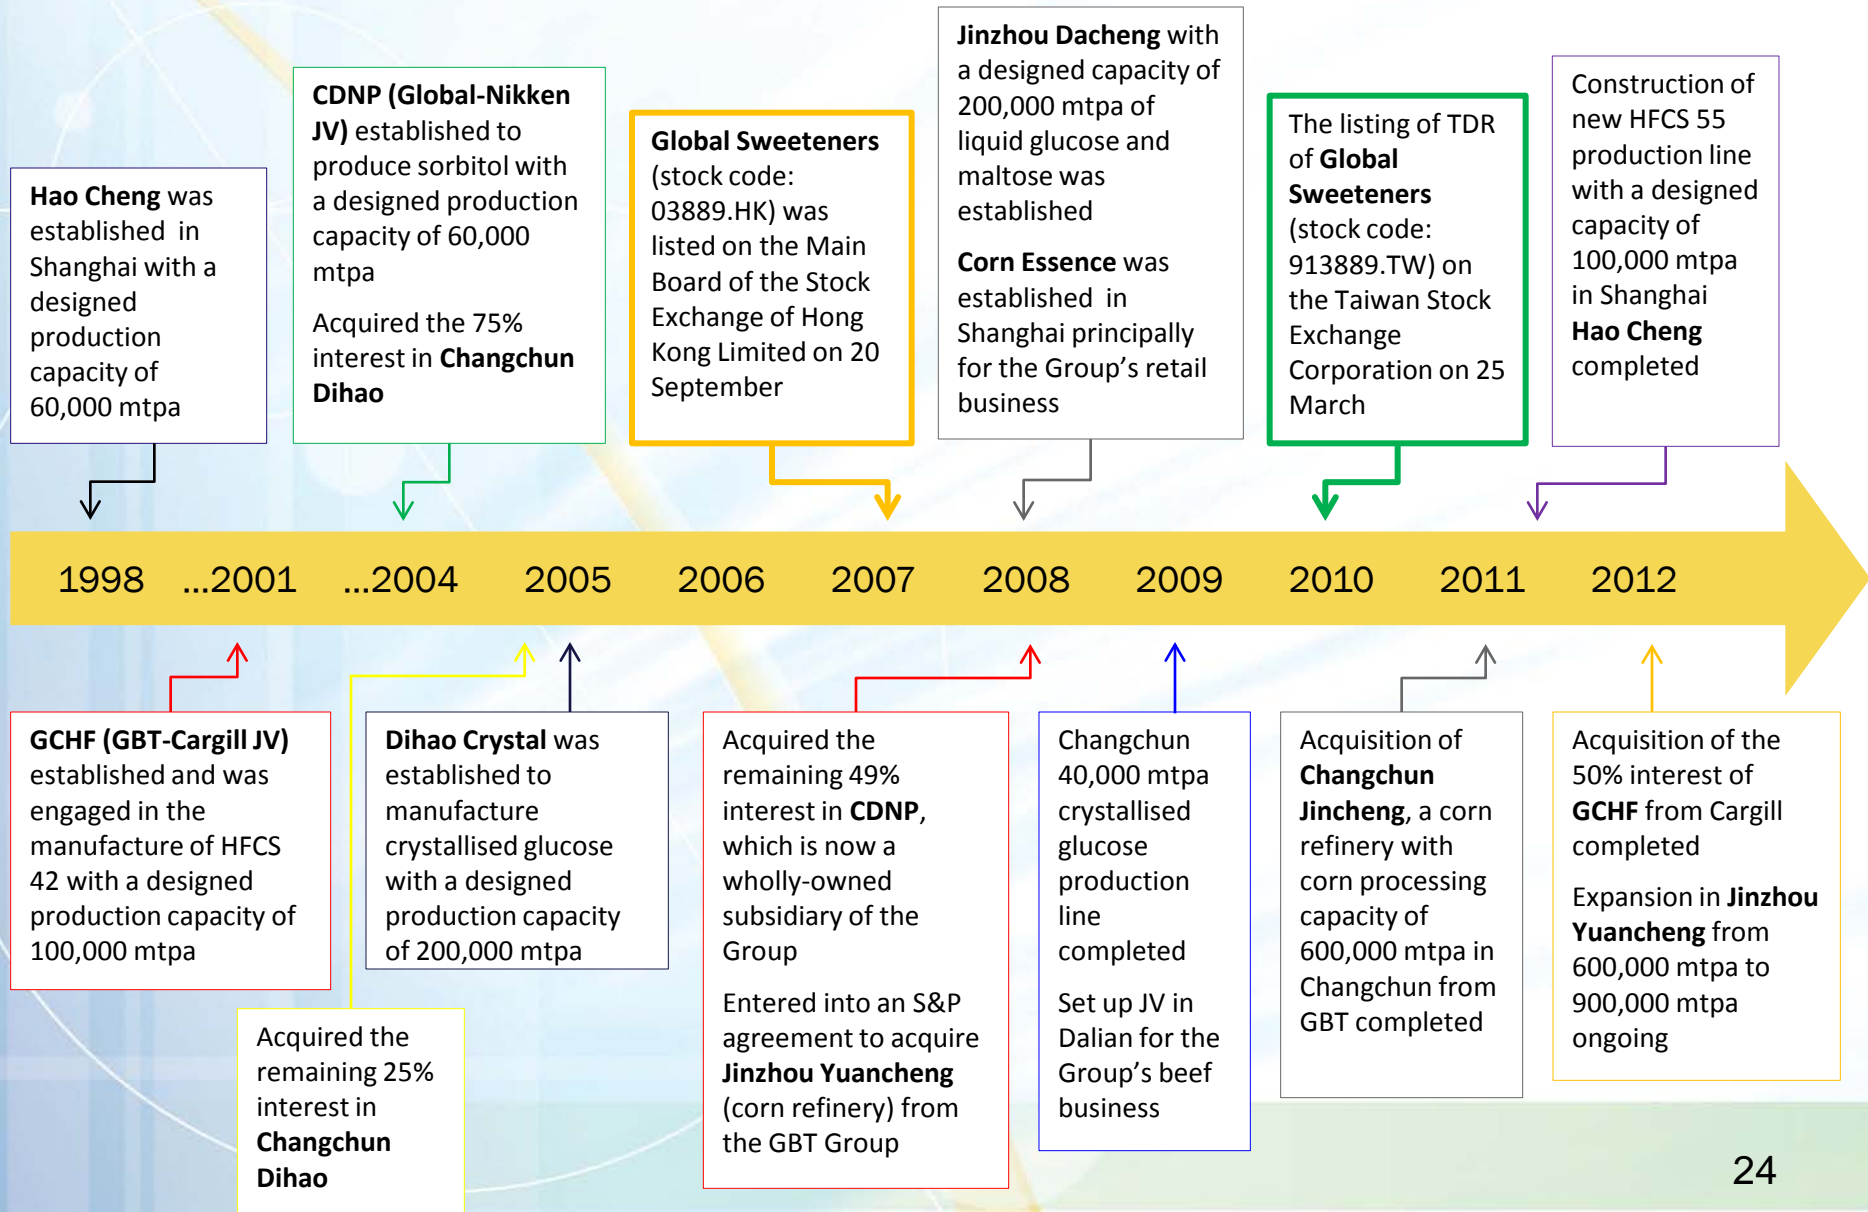 Hao Cheng was
established in
Shanghai with a
designed
production
capacity of
60,000 mtpa
CDNP (Global-Nikken
JV) established to
produce sorbitol with
a designed production
capacity of 60,000
mtpa
Acquired the 75%
interest in Changchun
Dihao
Global Sweeteners
(stock code:
03889.HK) was
listed on the Main
Board of the Stock
Exchange of Hong
Kong Limited on 20
September
Jinzhou Dacheng with
a designed capacity of
200,000 mtpa of
liquid glucose and
maltose was
established
Corn Essence was
established in
Shanghai principally
for the Group’s retail
business
The listing of TDR
of Global
Sweeteners
(stock code:
913889.TW) on
the Taiwan Stock
Exchange
Corporation on 25
March
Construction of
new HFCS 55
production line
with a designed
capacity of
100,000 mtpa
in Shanghai
Hao Cheng
completed
1998 ...2001 ...2004 2005 2006 2007 2008 2009 2010 2011 2012
GCHF (GBT-Cargill JV)
established and was
engaged in the
manufacture of HFCS
42 with a designed
production capacity of
100,000 mtpa
Acquired the
remaining 25%
interest in
Changchun
Dihao
Dihao Crystal was
established to
manufacture
crystallised glucose
with a designed
production capacity
of 200,000 mtpa
Acquired the
remaining 49%
interest in CDNP,
which is now a
wholly-owned
subsidiary of the
Group
Entered into an S&P
agreement to acquire
Jinzhou Yuancheng
(corn refinery) from
the GBT Group
Changchun
40,000 mtpa
crystallised
glucose
production
line
completed
Set up JV in
Dalian for the
Group’s beef
business
Acquisition of
Changchun
Jincheng, a corn
refinery with
corn processing
capacity of
600,000 mtpa in
Changchun from
GBT completed
Acquisition of the
50% interest of
GCHF from Cargill
completed
Expansion in Jinzhou
Yuancheng from
600,000 mtpa to
900,000 mtpa
ongoing
24